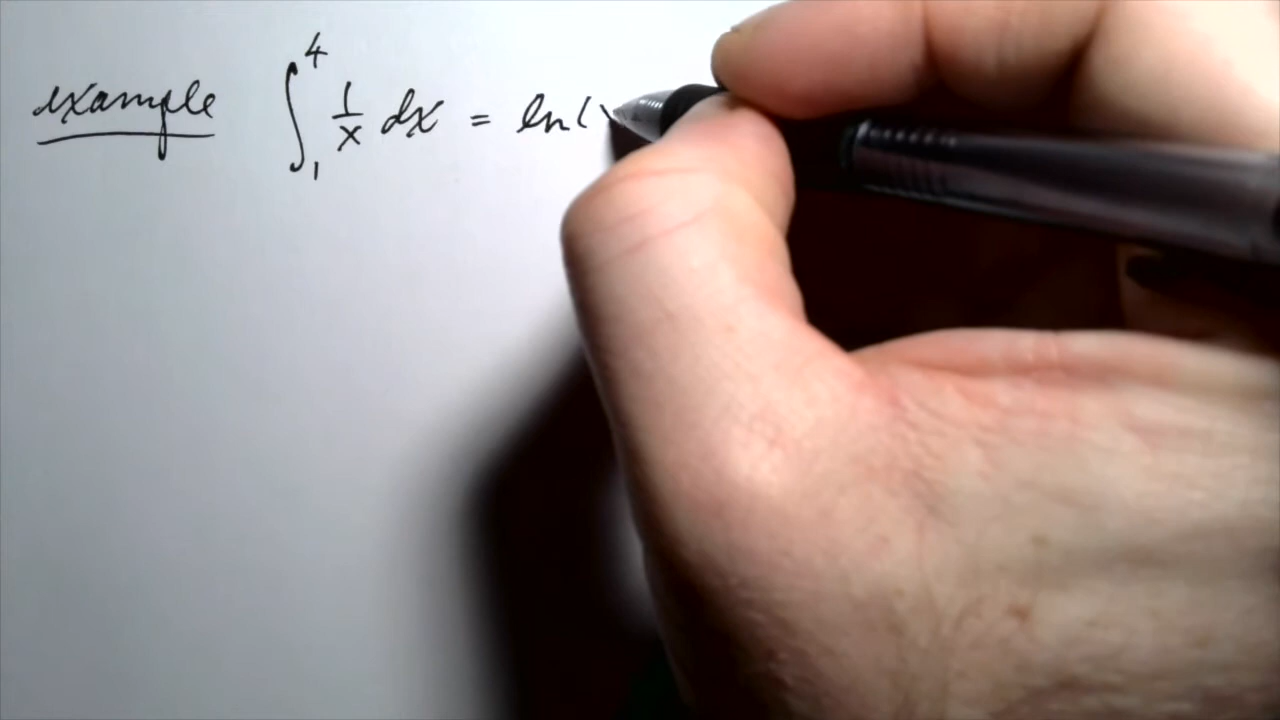 example ∫₁⁴ 1/x dx = ln(